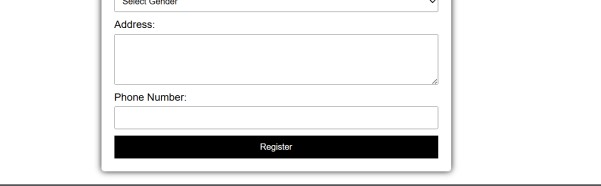 Select Gender
Address:
Phone Number:
Register